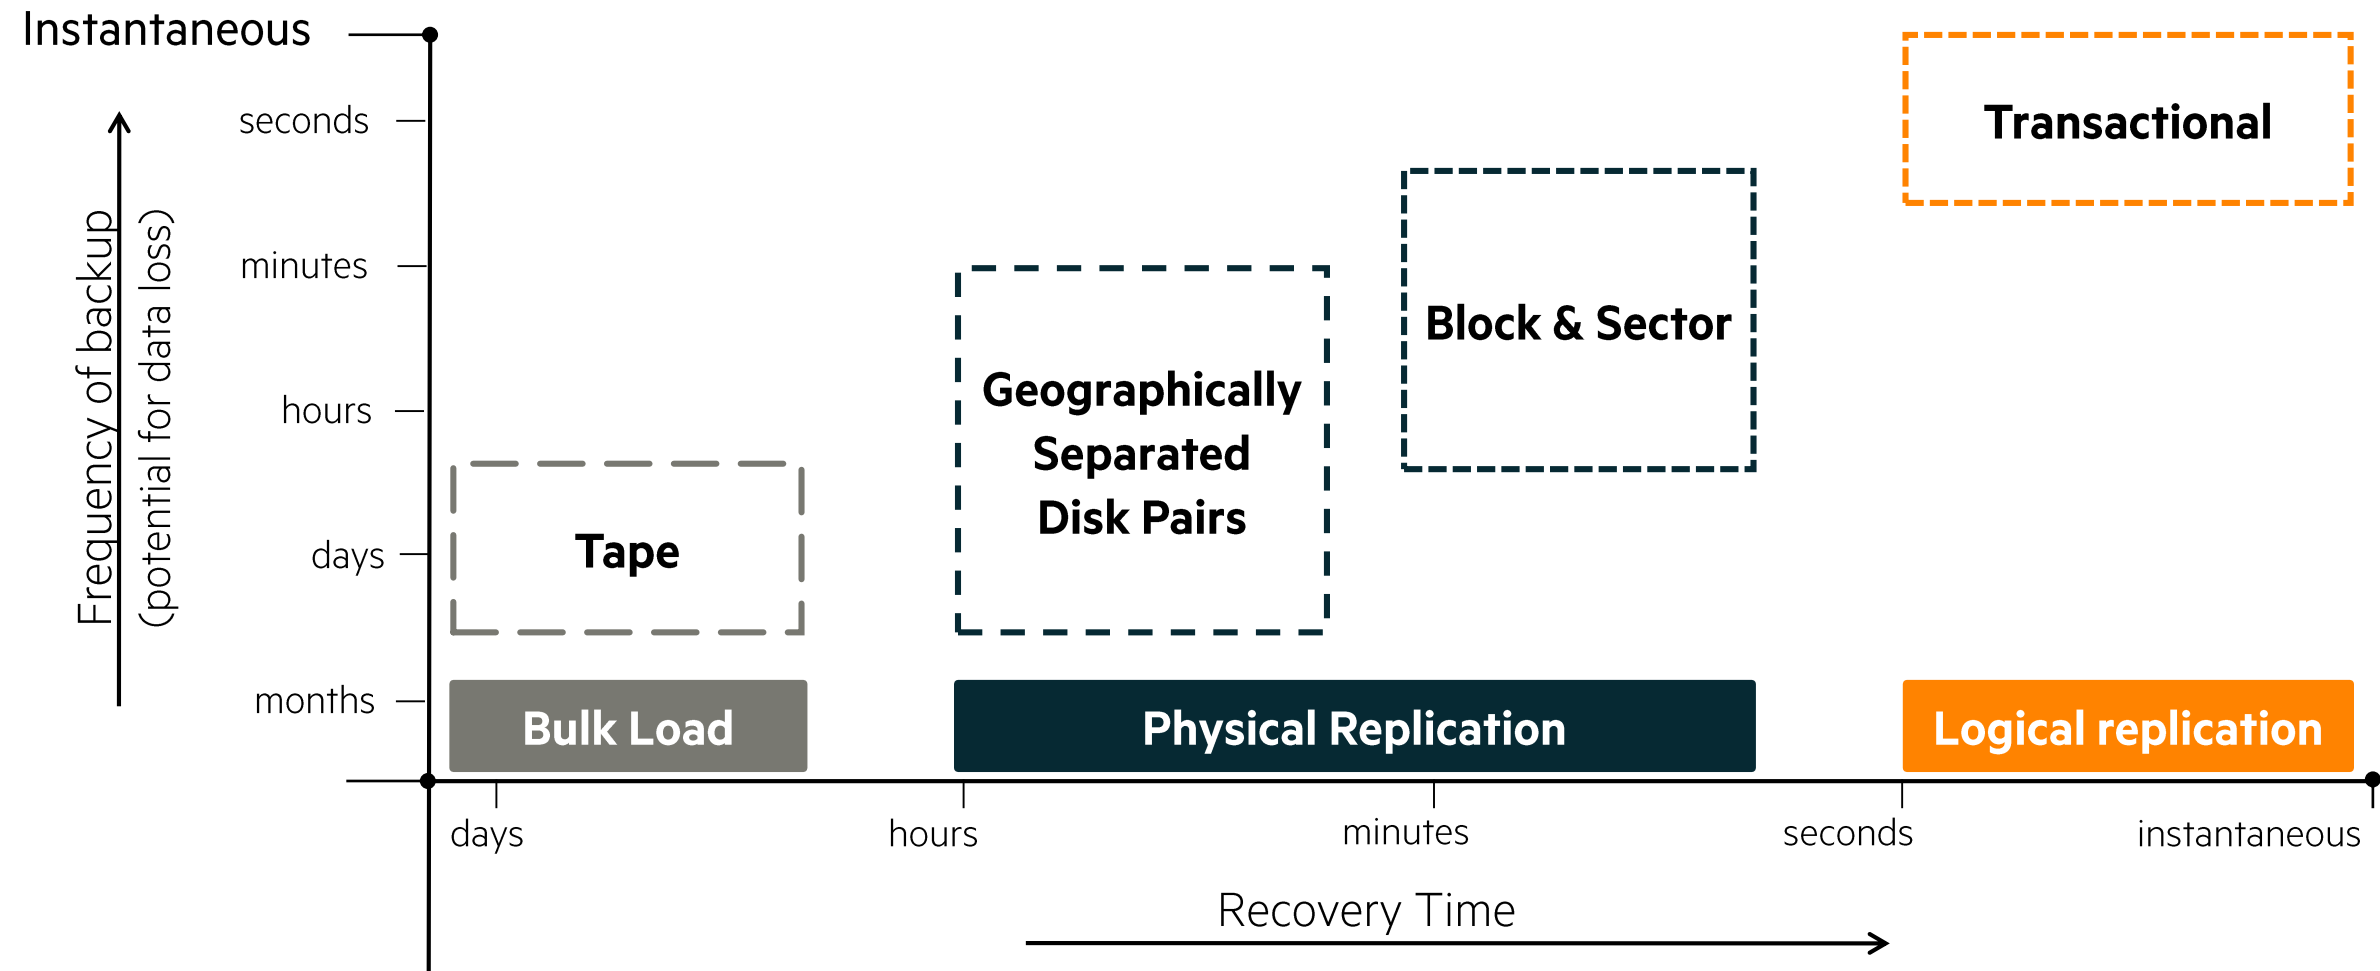 Instantaneous
seconds
minutes
hours
days
months
Frequency of backup
(potential for data loss)
Transactional
Block & Sector
Geographically
Separated
Disk Pairs
Tape
Bulk Load
Physical Replication
Logical replication
days
hours
minutes
seconds
instantaneous
Recovery Time